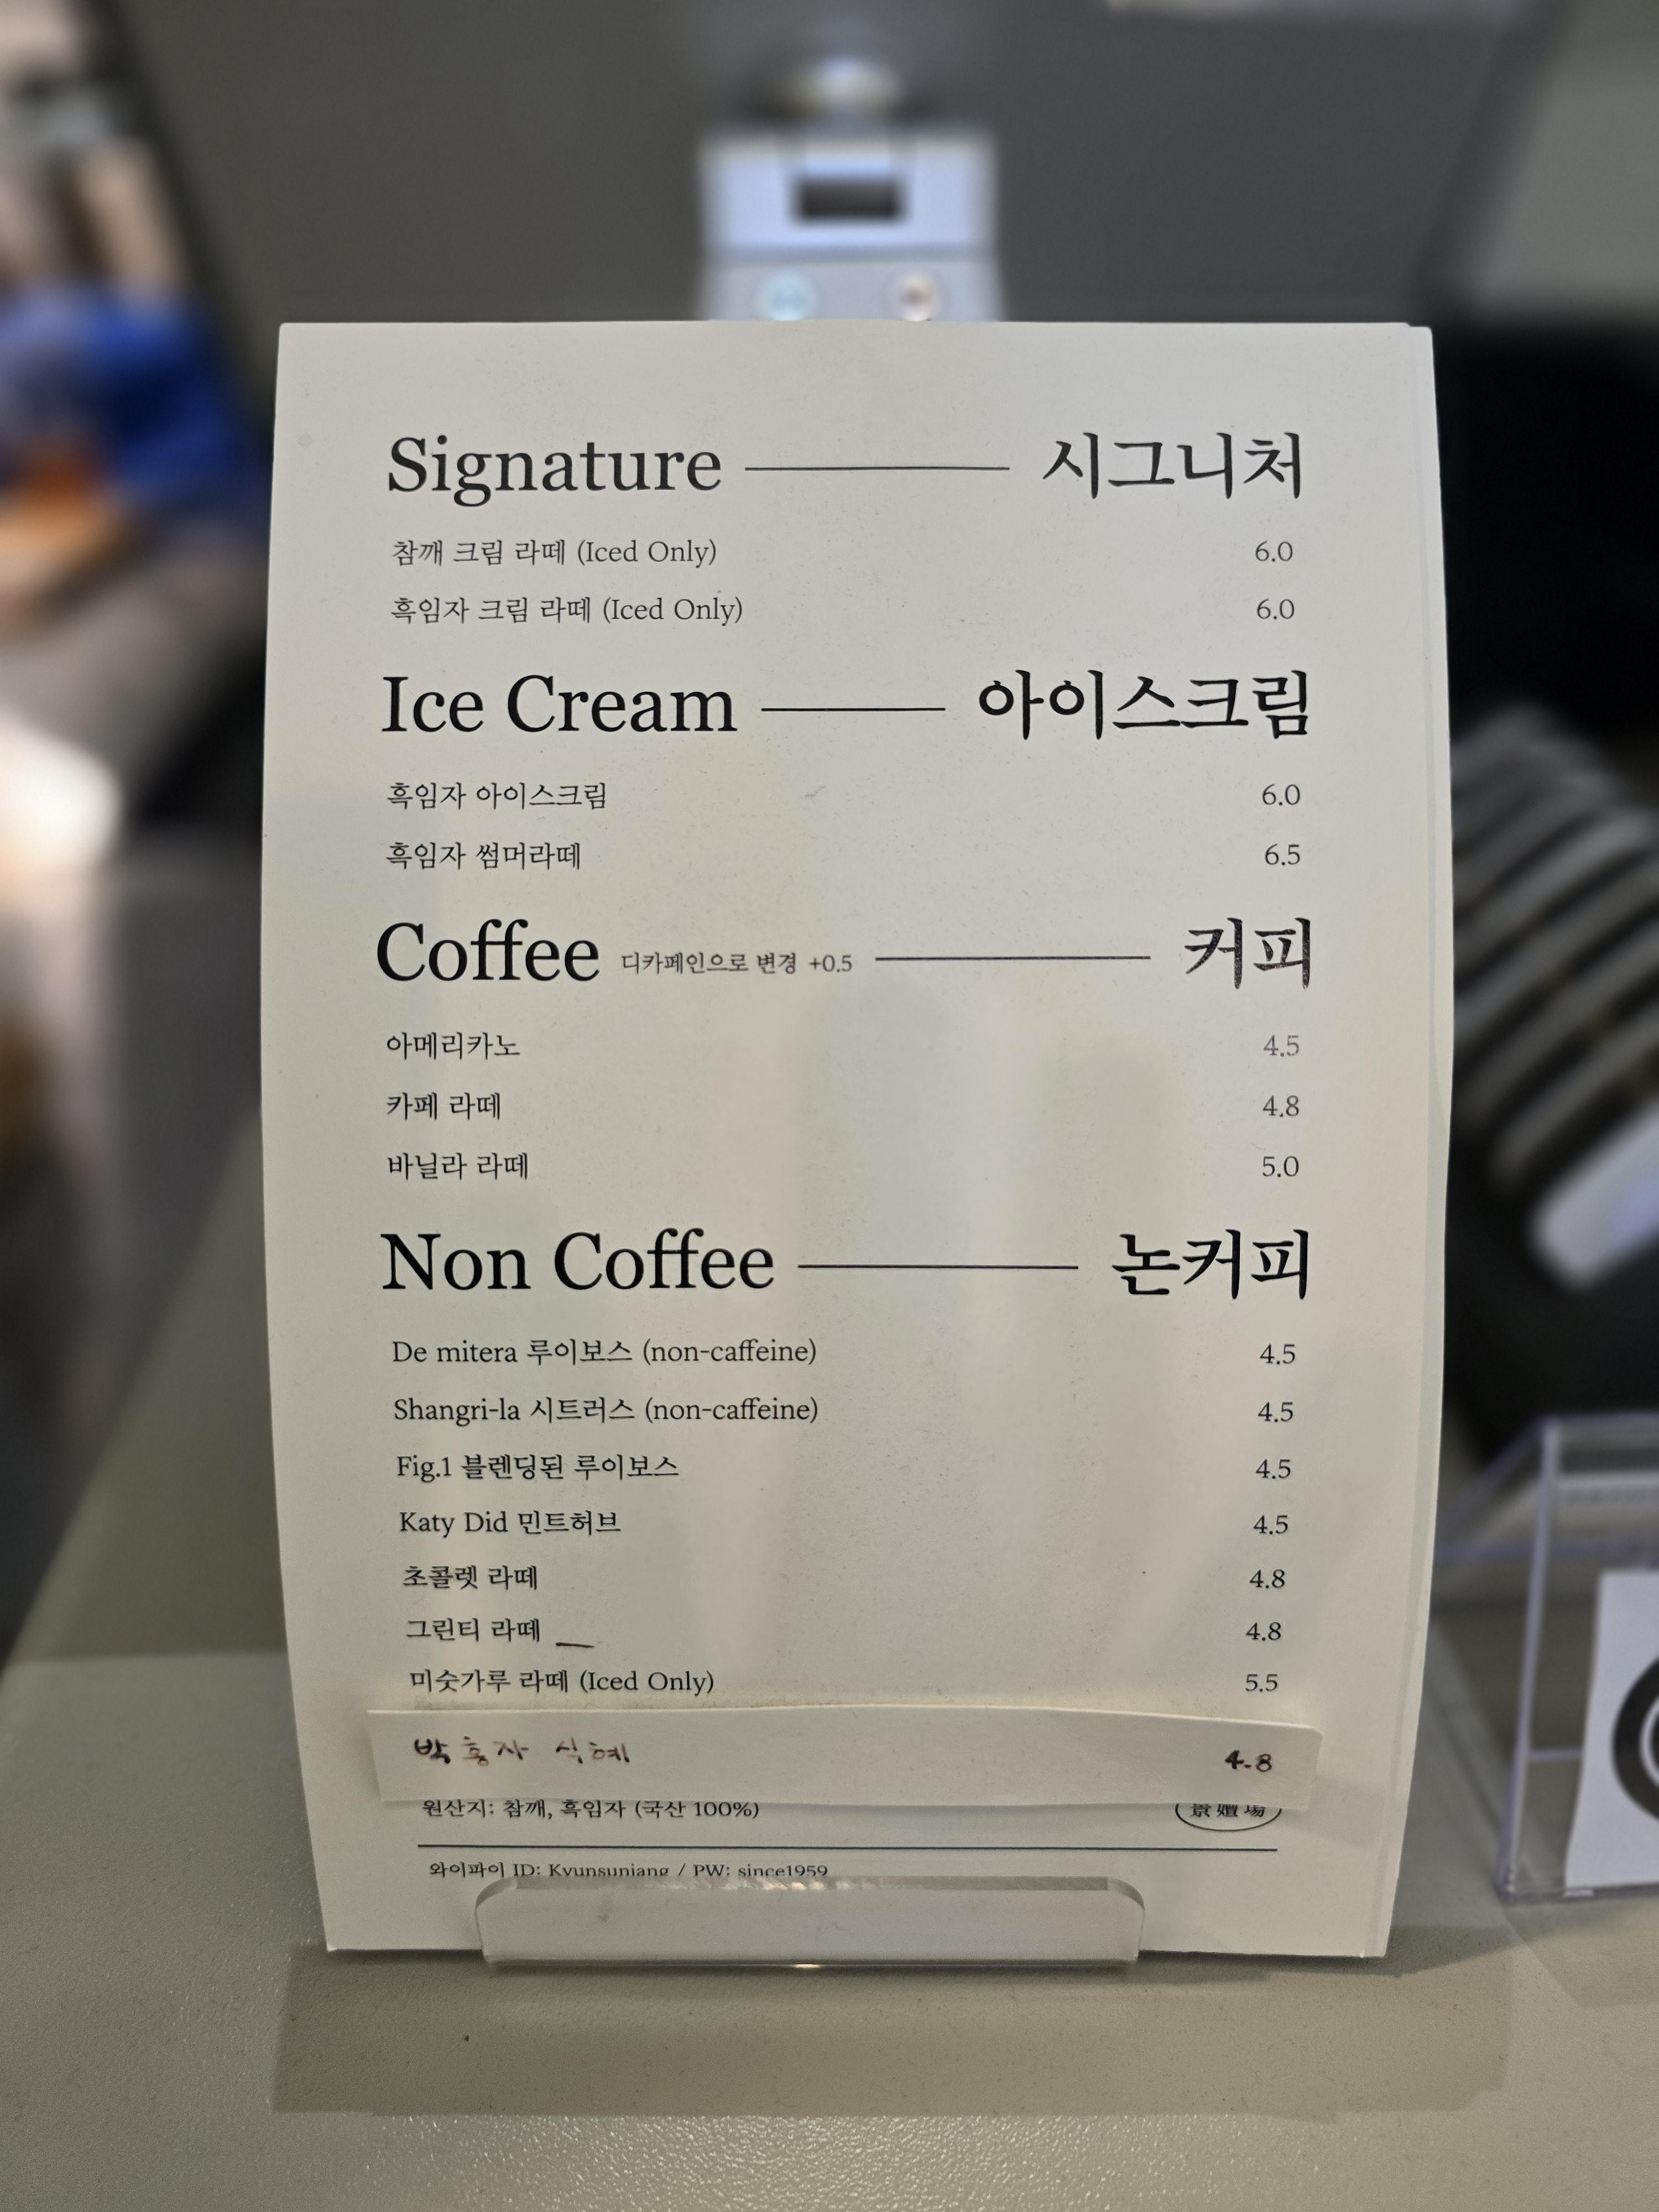 Signature 시그니처
참깨 크림 라떼 (Iced Only) 6.0
흑임자 크림 라떼 (Iced Only) 6.0
Ice Cream 아이스크림
흑임자 아이스크림 6.0
흑임자 썸머라떼 6.5
Coffee 디카페인으로 변경 +0.5 커피
아메리카노 4.5
카페 라떼 4.8
바닐라 라떼 5.0
Non Coffee 논커피
De mitera 루이보스 (non-caffeine) 4.5
Shangri-la 시트러스 (non-caffeine) 4.5
Fig.1 블렌딩된 루이보스 4.5
Katy Did 민트허브 4.5
초콜렛 라떼 4.8
그린티 라떼 4.8
미숫가루 라떼 (Iced Only) 5.5
박홍자 식혜 4.8
원산지: 참깨, 흑임자 (국산 100%)
와이파이 ID: Kyunsunjang / PW: since1959